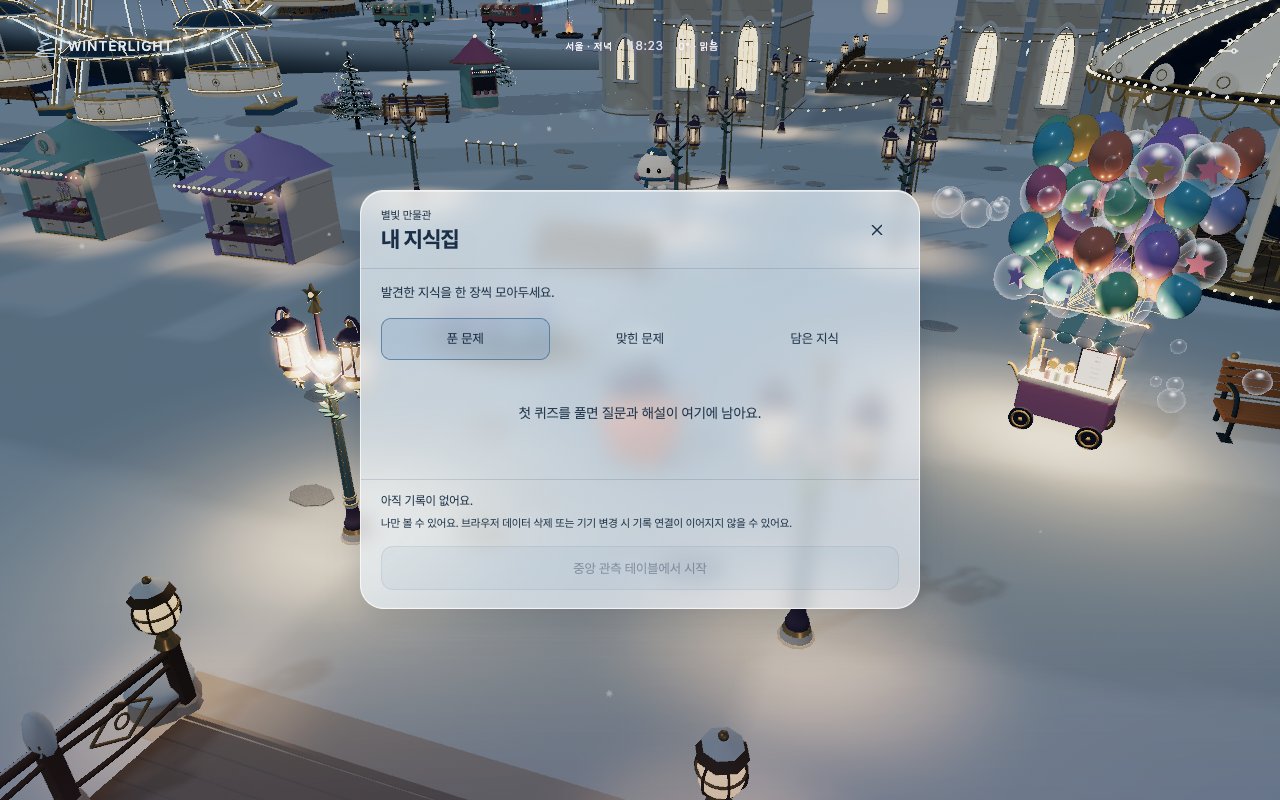 WINTERLIGHT
서울 · 저녁 18:23 맑음
별빛 만물관
내 지식집
발견한 지식을 한 장씩 모아두세요.
푼 문제 맞힌 문제 담은 지식
첫 퀴즈를 풀면 질문과 해설이 여기에 남아요.
아직 기록이 없어요.
나만 볼 수 있어요. 브라우저 데이터 삭제 또는 기기 변경 시 기록 연결이 이어지지 않을 수 있어요.
중앙 관측 테이블에서 시작